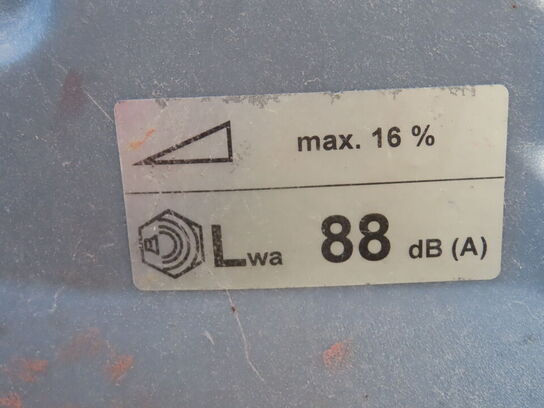 max. 16 %
Lwa 88 dB (A)